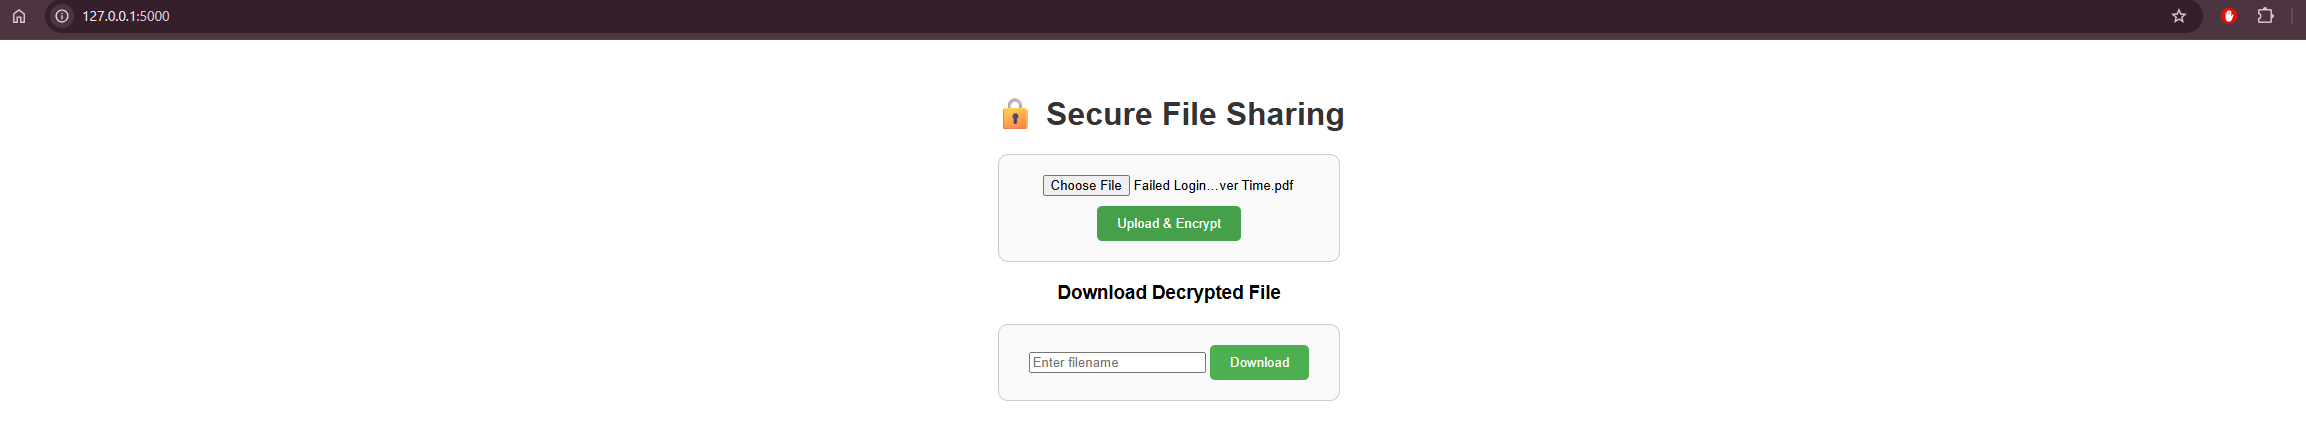 127.0.0.1:5000
Secure File Sharing
Choose File Failed Login...ver Time.pdf
Upload & Encrypt
Download Decrypted File
Enter filename Download